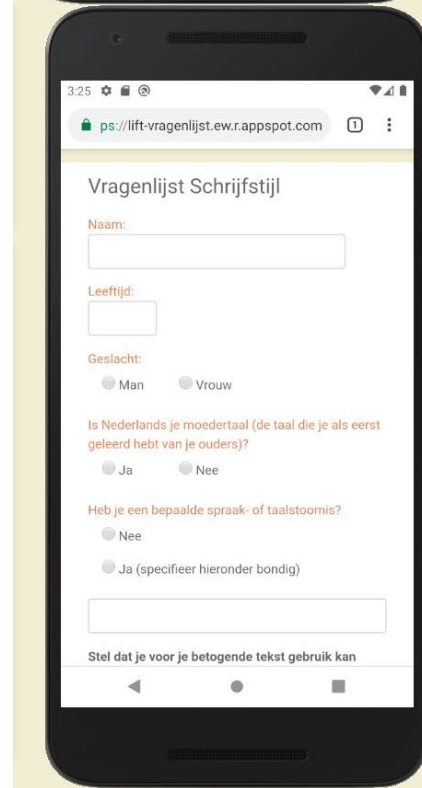 3:25
ps://lift-vragenlijst.ew.r.appspot.com 1
Vragenlijst Schrijfstijl
Naam:
Leeftijd:
Geslacht:
Man Vrouw
Is Nederlands je moedertaal (de taal die je als eerst
geleerd hebt van je ouders)?
Ja Nee
Heb je een bepaalde spraak- of taalstoornis?
Nee
Ja (specifieer hieronder bondig)
Stel dat je voor je betogende tekst gebruik kan